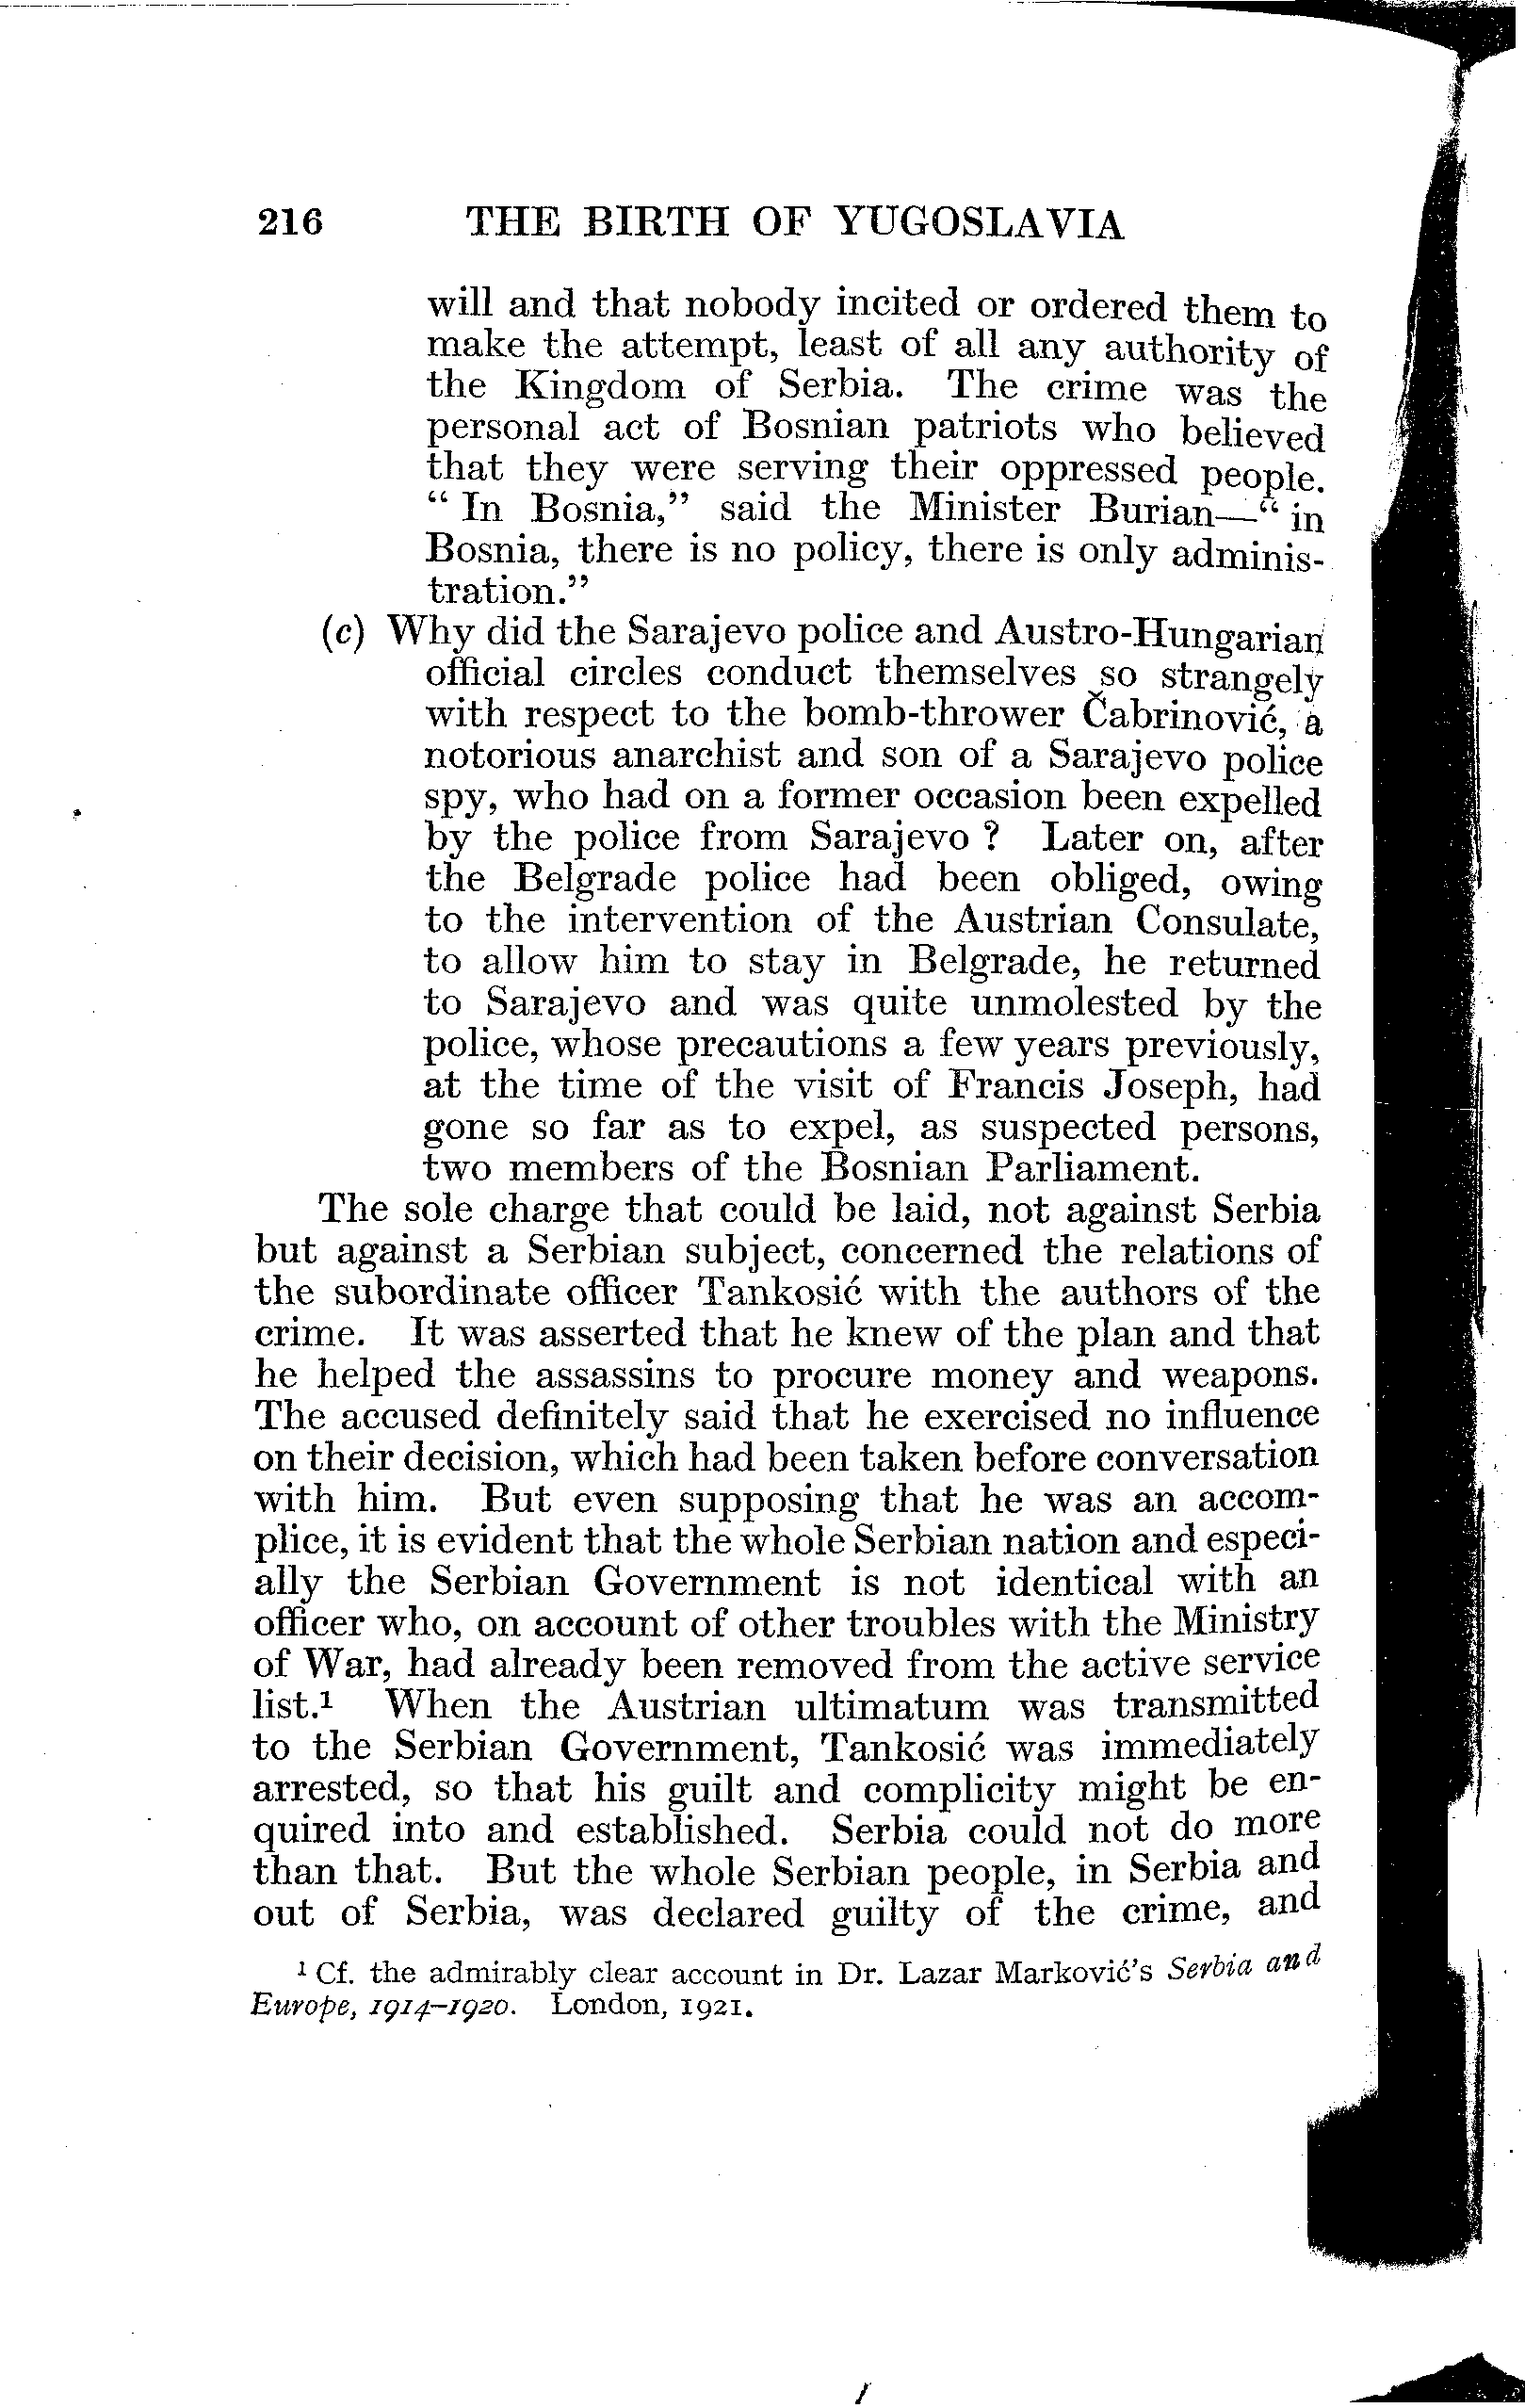 216 THE BIRTH OF YUGOSLAVIA
will and that nobody incited or ordered them to
make the attempt, least of all any authority of
the Kingdom of Serbia. The crime was the
personal act of Bosnian patriots who believed
that they were serving their oppressed people.
“ In Bosnia,” said the Minister Burian—“ in
Bosnia, there is no policy, there is only adminis-
tration.”
(c) Why did the Sarajevo police and Austro-Hungarian
official circles conduct themselves so strangely
with respect to the bomb-thrower Čabrinović, a
notorious anarchist and son of a Sarajevo police
spy, who had on a former occasion been expelled
by the police from Sarajevo ? Later on, after
the Belgrade police had been obliged, owing
to the intervention of the Austrian Consulate,
to allow him to stay in Belgrade, he returned
to Sarajevo and was quite unmolested by the
police, whose precautions a few years previously,
at the time of the visit of Francis Joseph, had
gone so far as to expel, as suspected persons,
two members of the Bosnian Parliament.
The sole charge that could be laid, not against Serbia
but against a Serbian subject, concerned the relations of
the subordinate officer Tankosić with the authors of the
crime. It was asserted that he knew of the plan and that
he helped the assassins to procure money and weapons.
The accused definitely said that he exercised no influence
on their decision, which had been taken before conversation
with him. But even supposing that he was an accom-
plice, it is evident that the whole Serbian nation and especi-
ally the Serbian Government is not identical with an
officer who, on account of other troubles with the Ministry
of War, had already been removed from the active service
list.¹ When the Austrian ultimatum was transmitted
to the Serbian Government, Tankosić was immediately
arrested, so that his guilt and complicity might be en-
quired into and established. Serbia could not do more
than that. But the whole Serbian people, in Serbia and
out of Serbia, was declared guilty of the crime, and
¹ Cf. the admirably clear account in Dr. Lazar Marković’s Serbia and
Europe, 1914–1920. London, 1921.